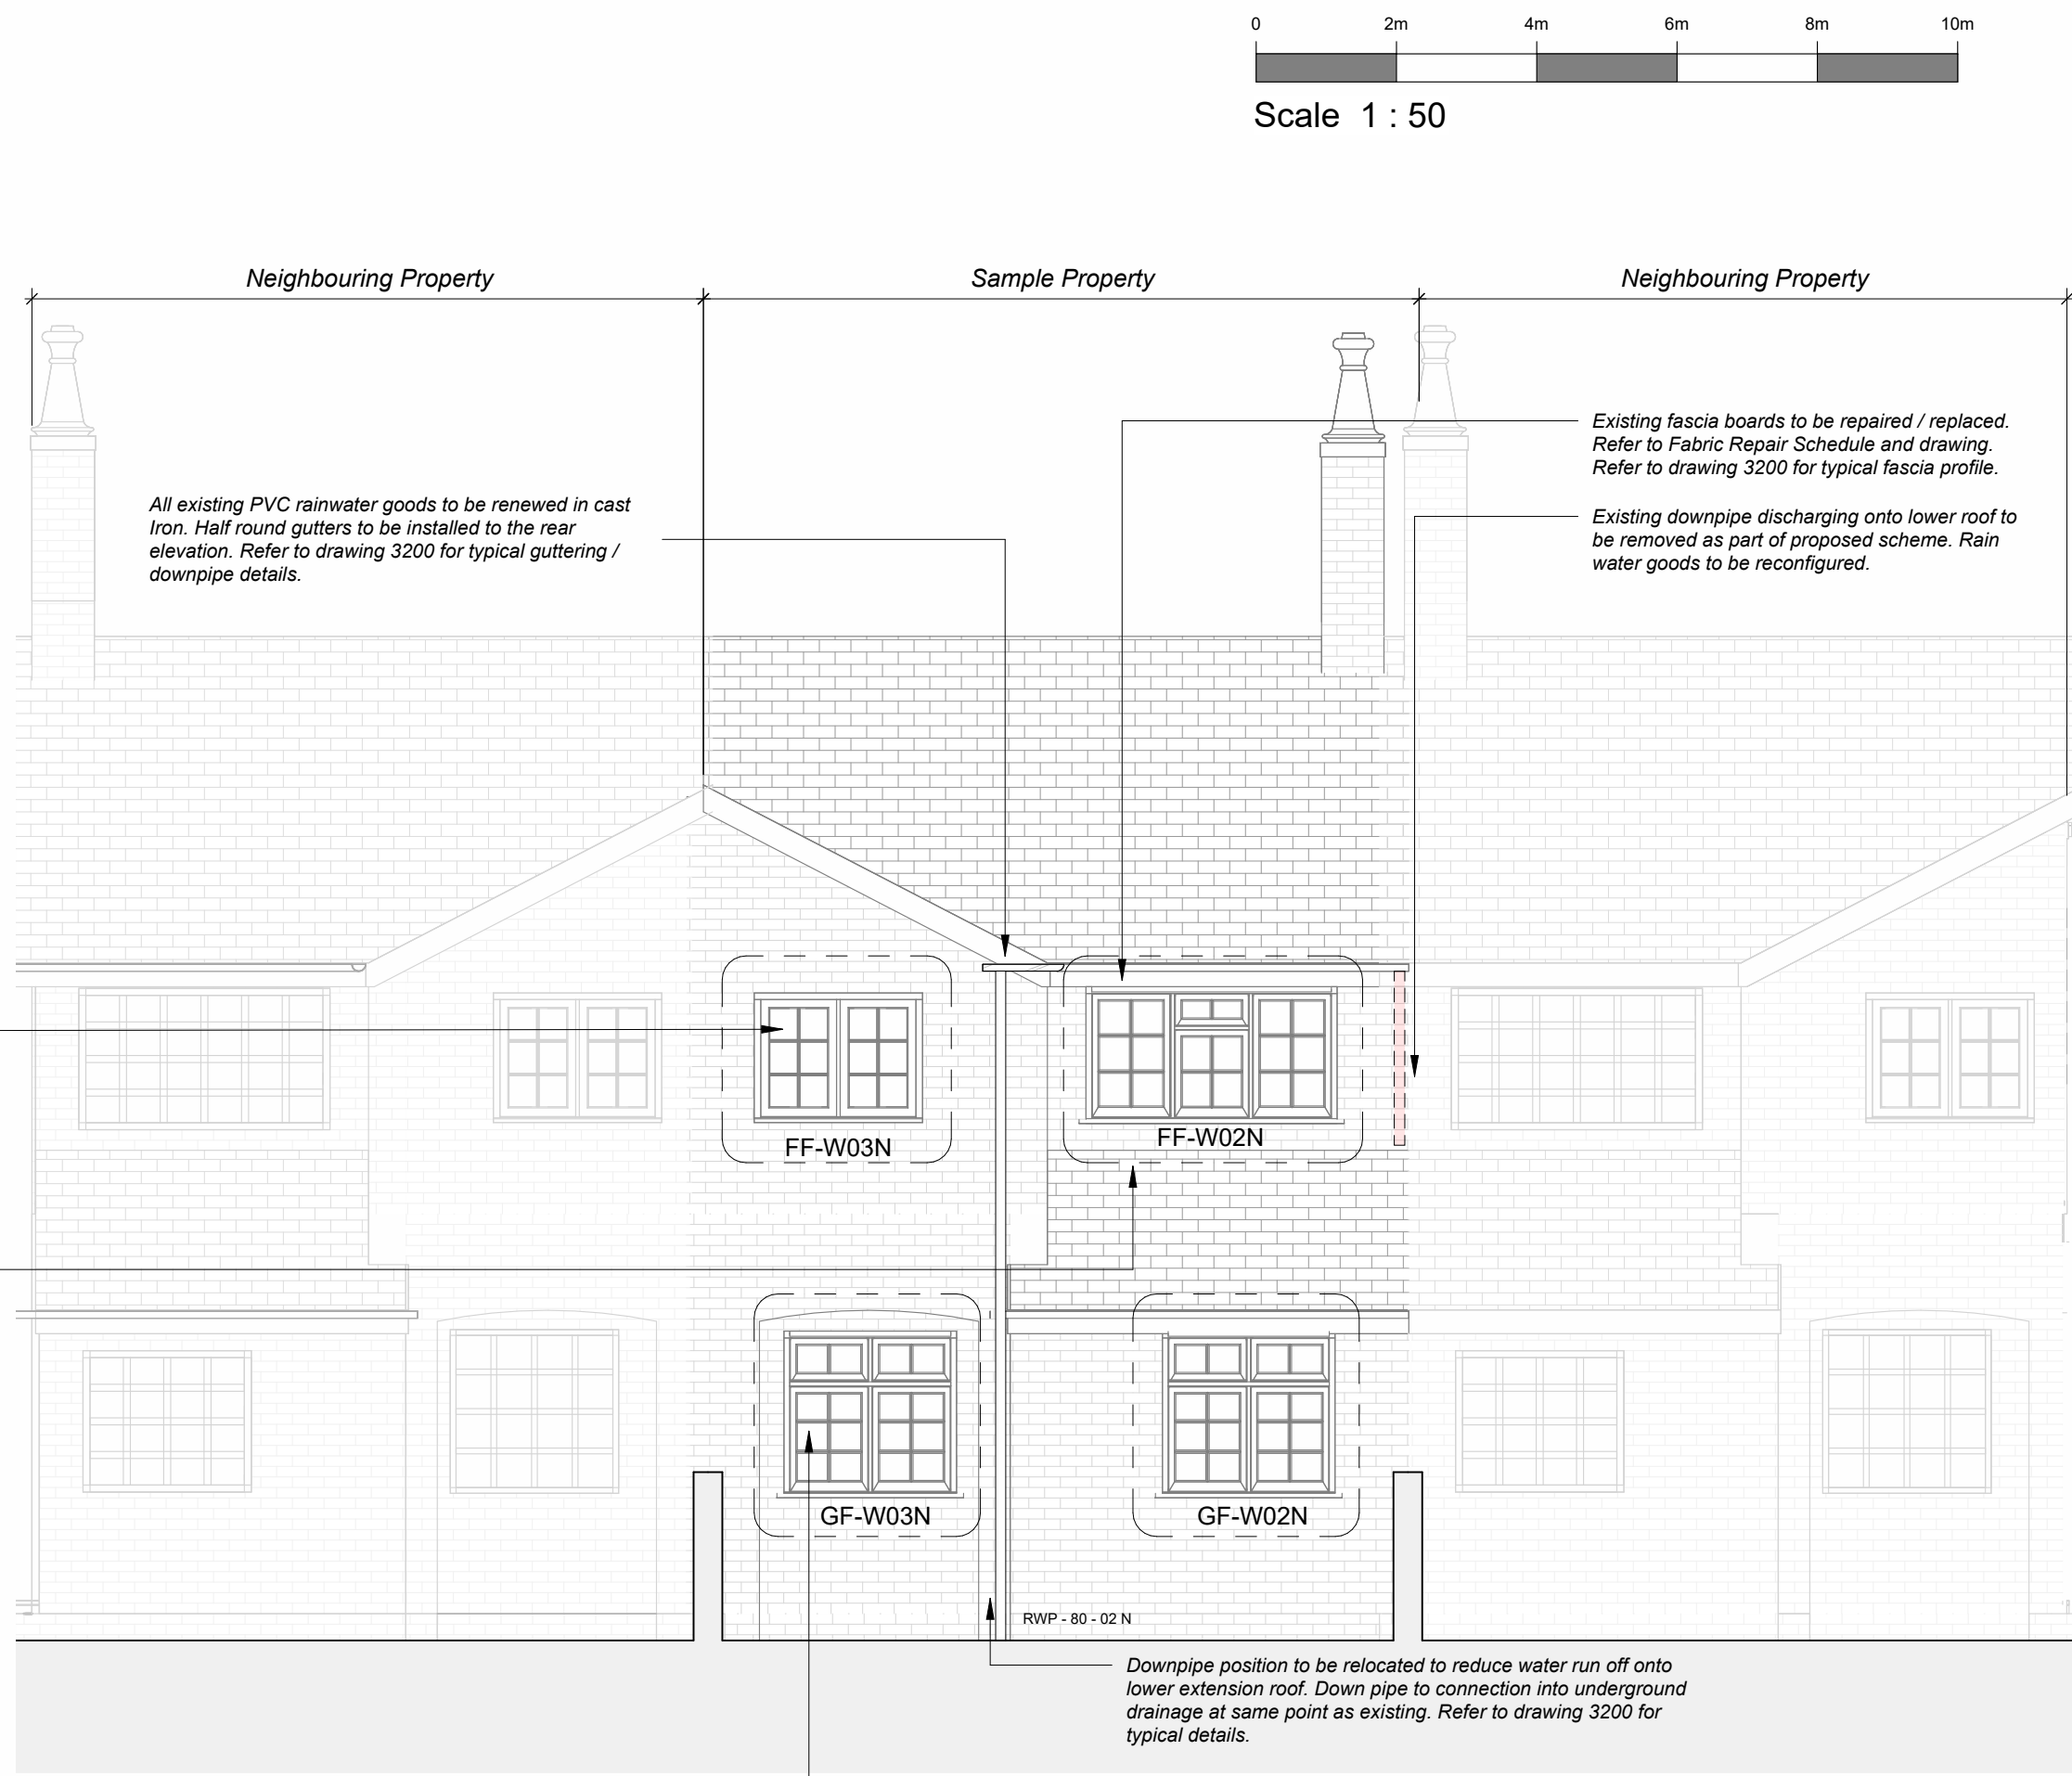 0 2m 4m 6m 8m 10m
Scale 1 : 50
Neighbouring Property
Sample Property
Neighbouring Property
Existing fascia boards to be repaired / replaced.
Refer to Fabric Repair Schedule and drawing.
Refer to drawing 3200 for typical fascia profile.
All existing PVC rainwater goods to be renewed in cast
Iron. Half round gutters to be installed to the rear
elevation. Refer to drawing 3200 for typical guttering /
downpipe details.
Existing downpipe discharging onto lower roof to
be removed as part of proposed scheme. Rain
water goods to be reconfigured.
FF-W03N
FF-W02N
GF-W03N
GF-W02N
RWP - 80 - 02 N
Downpipe position to be relocated to reduce water run off onto
lower extension roof. Down pipe to connection into underground
drainage at same point as existing. Refer to drawing 3200 for
typical details.